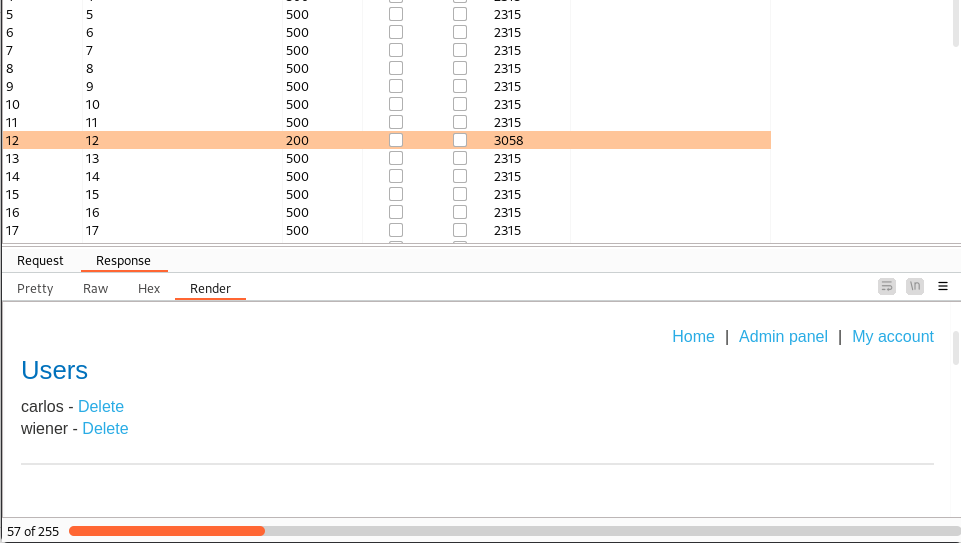 5 5 500 2315
6 6 500 2315
7 7 500 2315
8 8 500 2315
9 9 500 2315
10 10 500 2315
11 11 500 2315
12 12 200 3058
13 13 500 2315
14 14 500 2315
15 15 500 2315
16 16 500 2315
17 17 500 2315
Request Response
Pretty Raw Hex Render \n
Home | Admin panel | My account
Users
carlos - Delete
wiener - Delete
57 of 255